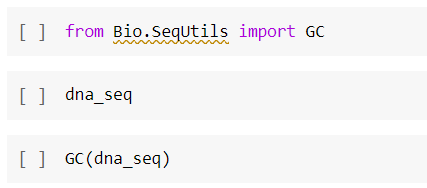 [ ] from Bio.SeqUtils import GC
[ ] dna_seq
[ ] GC(dna_seq)